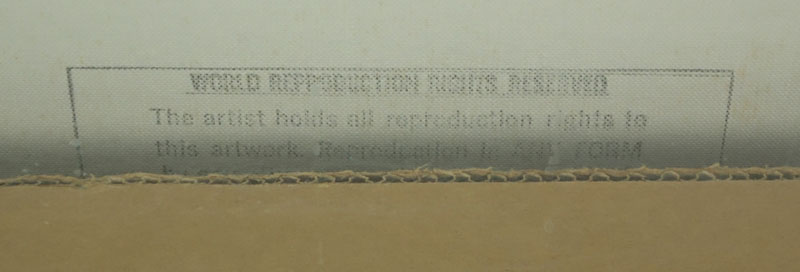 WORLD REPRODUCTION RIGHTS RESERVED
The artist holds all reproduction rights to
this artwork. Reproduction in ANY FORM